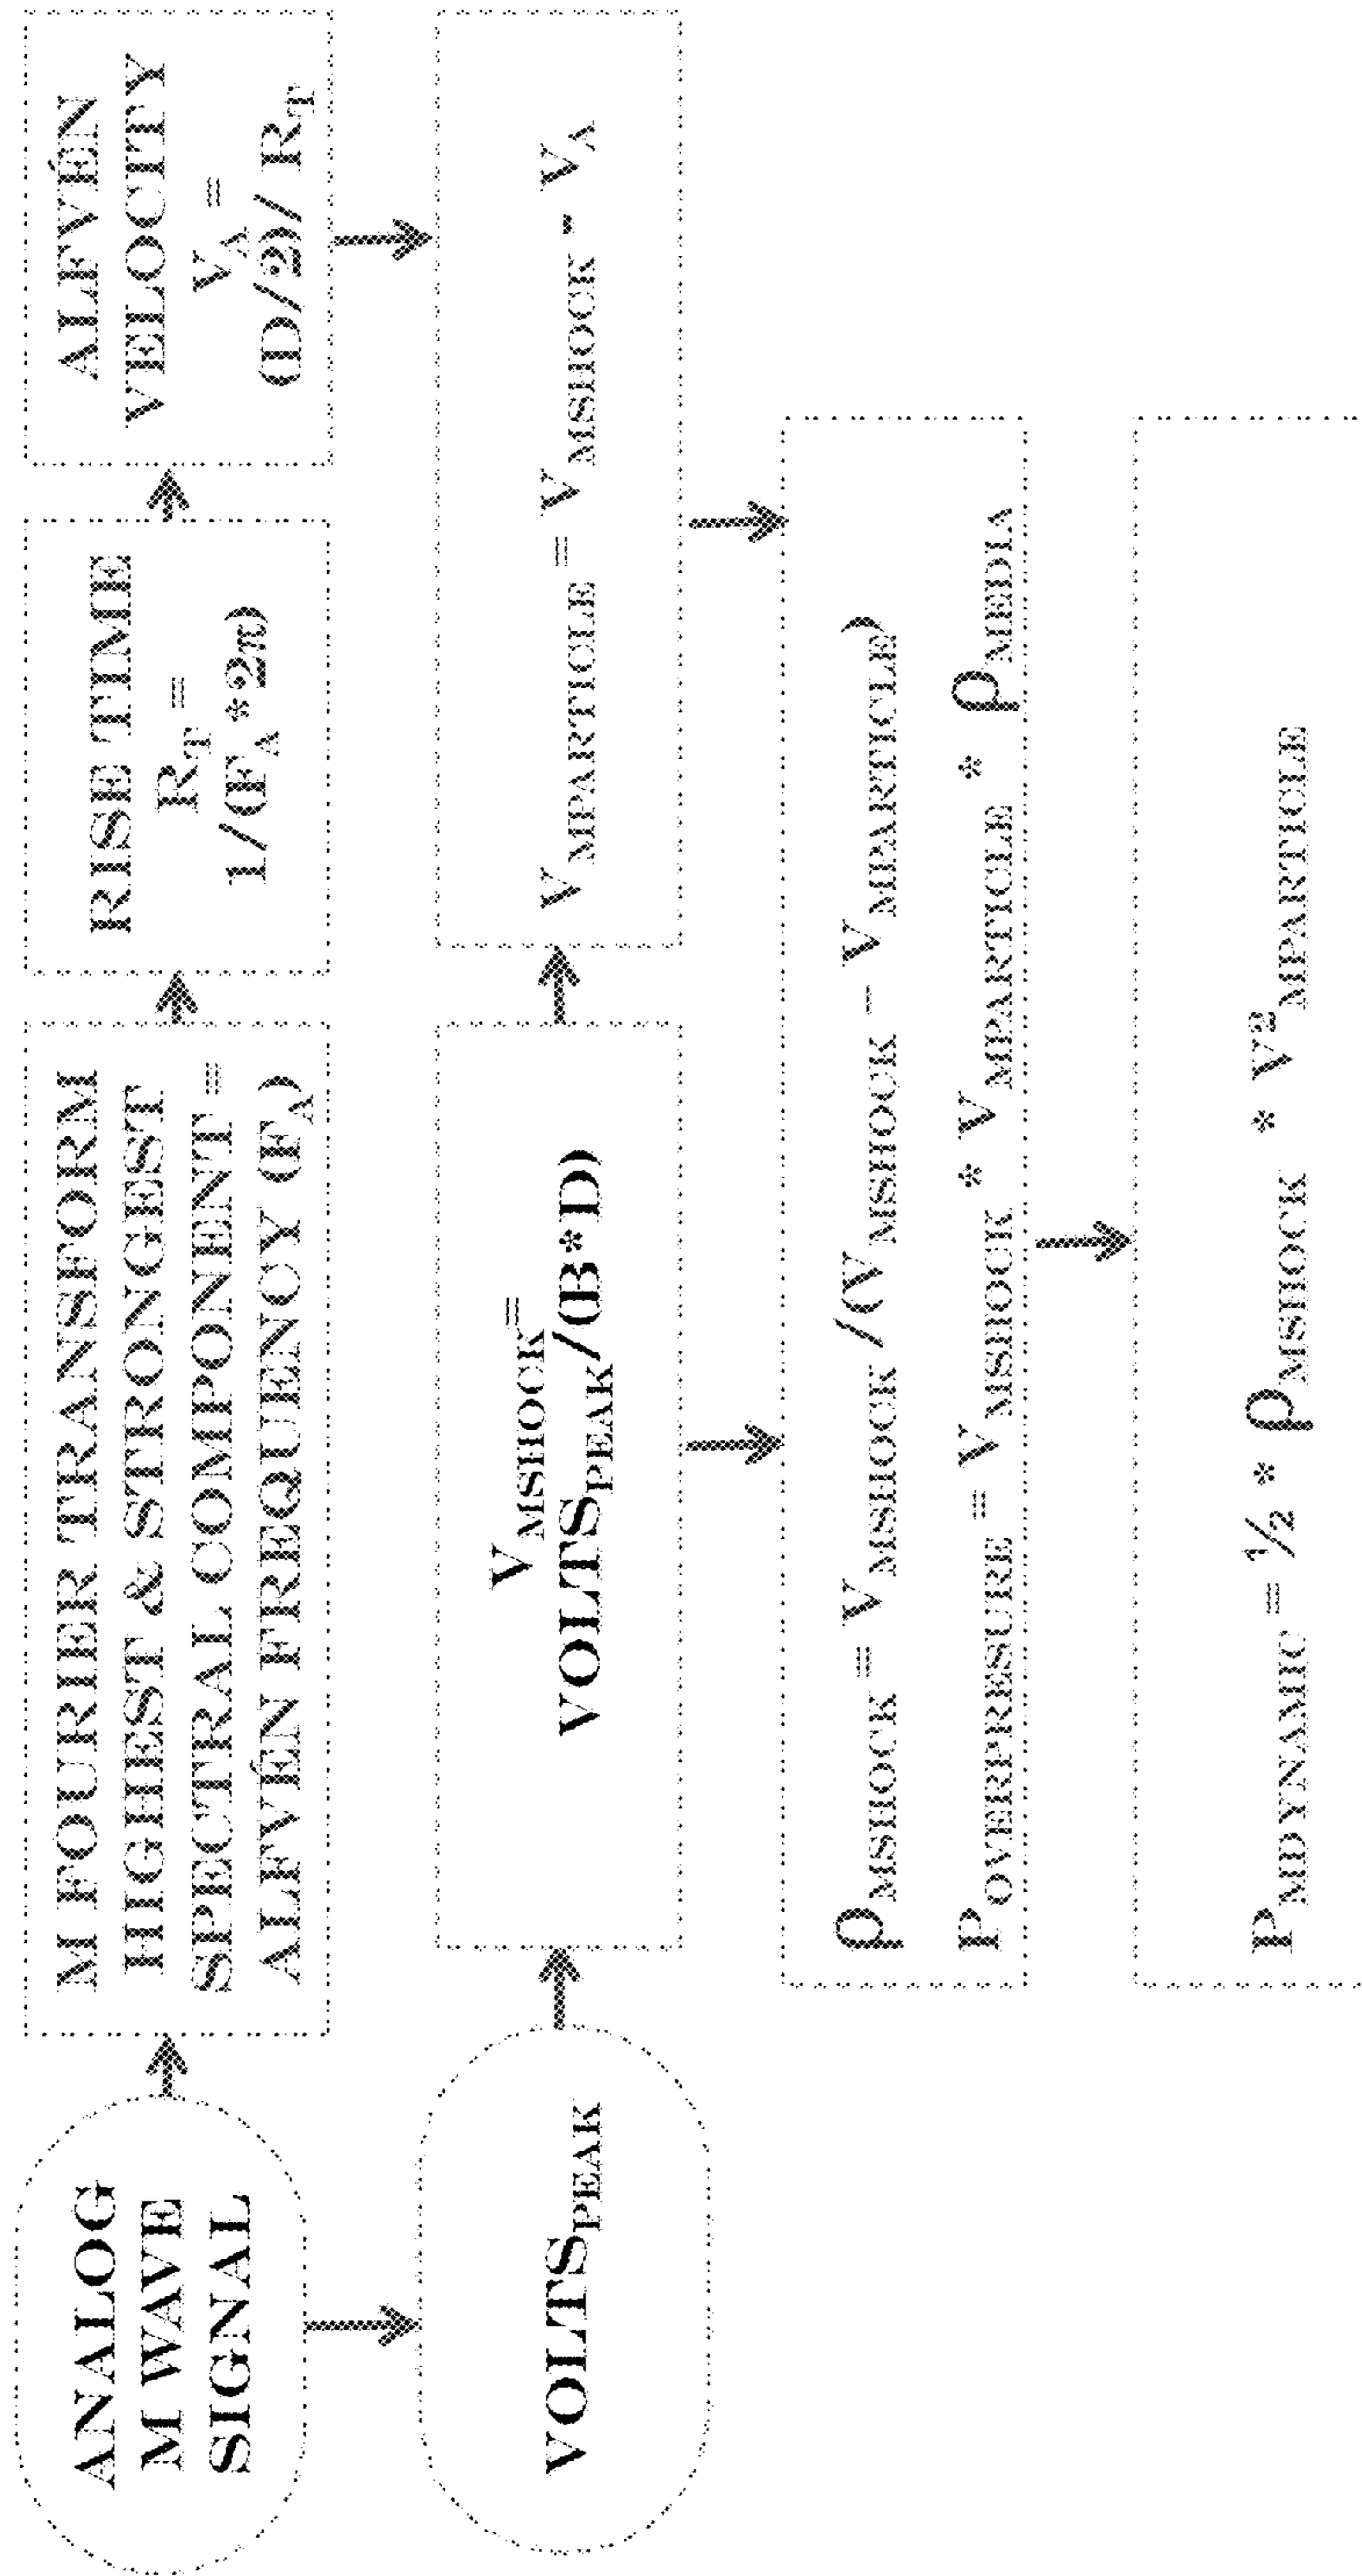 ANALOG
M WAVE
SIGNAL
M FOURIER TRANSFORM
HIGHEST & STRONGEST
SPECTRAL COMPONENT =
ALFVÉN FREQUENCY (F_A)
RISE TIME
R_T =
1/(F_A *2π)
ALFVÉN
VELOCITY
V_A =
(D/2)/ R_T
VOLTS_PEAK
V_MSHOCK =
VOLTS_PEAK/(B*D)
V_MPARTICLE = V_MSHOCK - V_A
ρ_MSHOCK = V_MSHOCK /(V_MSHOCK - V_MPARTICLE)
P_OVERPRESURE = V_MSHOCK * V_MPARTICLE * ρ_MEDIA
P_MDYNAMIC = ½ * ρ_MSHOCK * V²_MPARTICLE